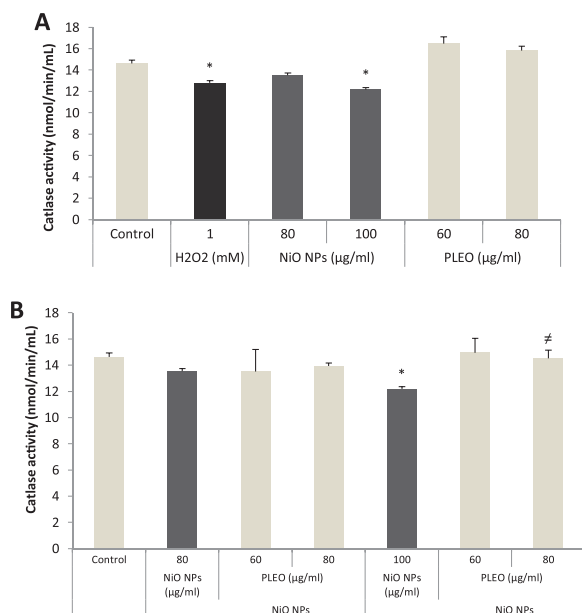 A
Catlase activity (nmol/min/mL)
18
16
14
12
10
8
6
4
2
0
* *
Control 1 80 100 60 80
H2O2 (mM) NiO NPs (µg/ml) PLEO (µg/ml)
B
Catlase activity (nmol/min/mL)
18
16
14
12
10
8
6
4
2
0
* ≠
Control 80 60 80 100 60 80
NiO NPs PLEO (µg/ml) NiO NPs PLEO (µg/ml)
(µg/ml) (µg/ml)
NiO NPs NiO NPs